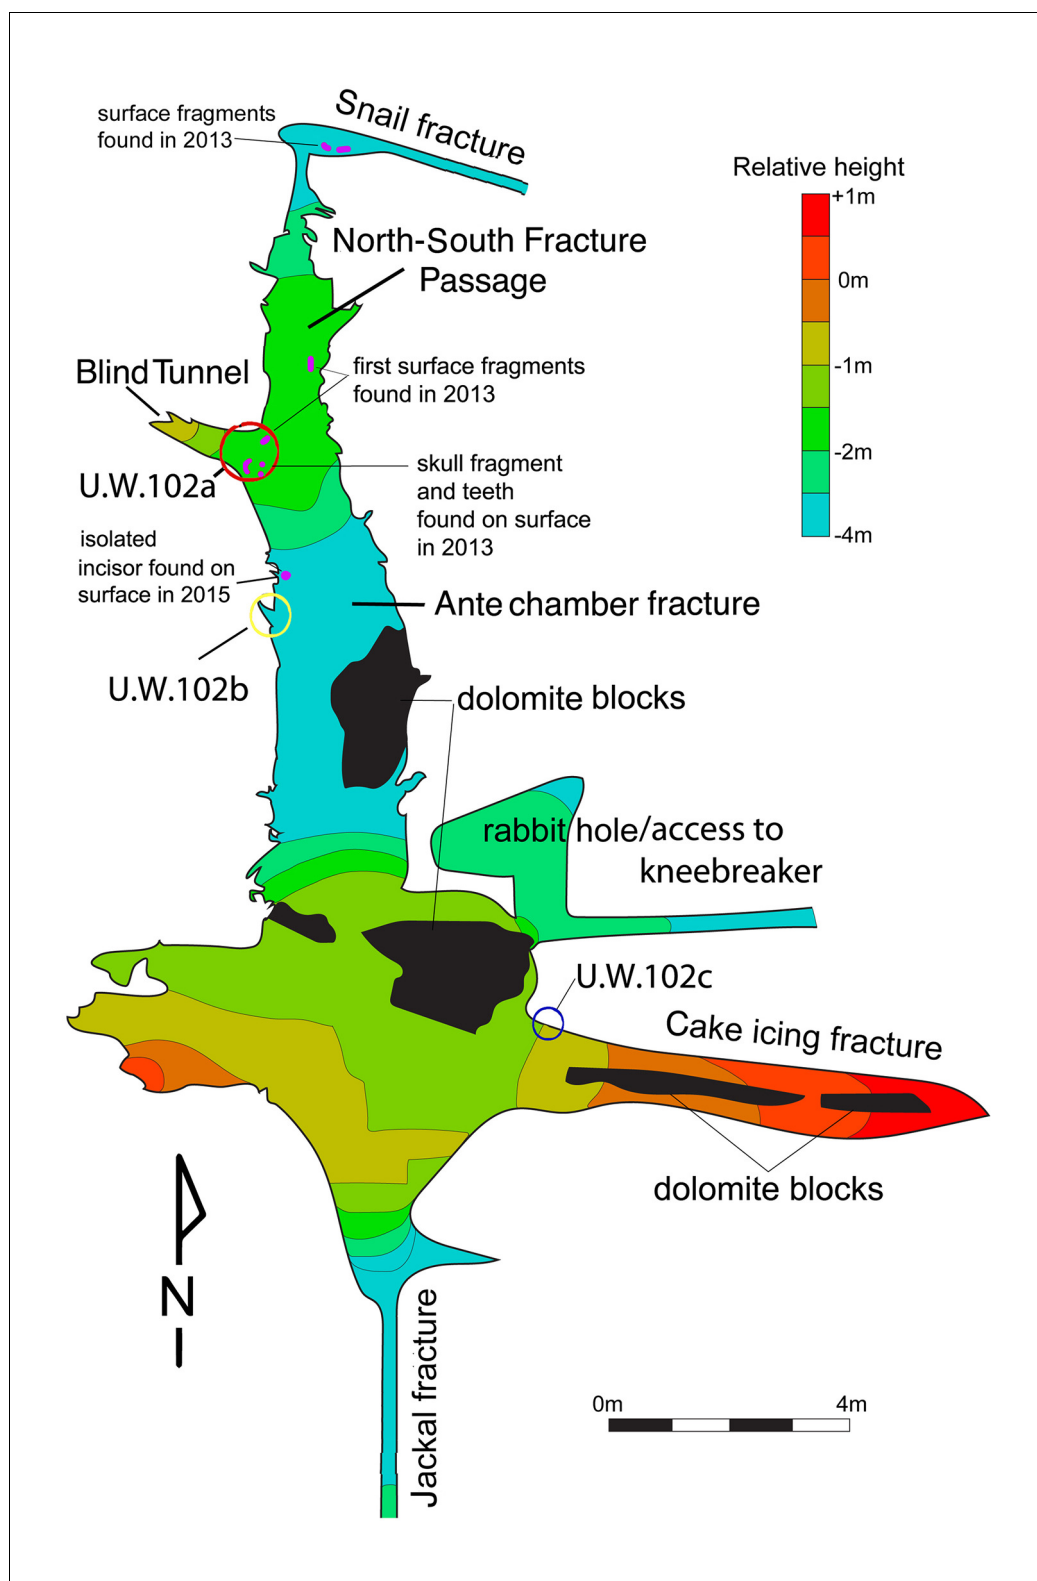 surface fragments
found in 2013
Snail fracture
Relative height
+1m
0m
-1m
-2m
-4m
North-South Fracture
Passage
Blind Tunnel
first surface fragments
found in 2013
U.W.102a
skull fragment
and teeth
found on surface
in 2013
isolated
incisor found on
surface in 2015
Ante chamber fracture
U.W.102b
dolomite blocks
rabbit hole/access to
kneebreaker
U.W.102c
Cake icing fracture
dolomite blocks
N
Jackal fracture
0m
4m